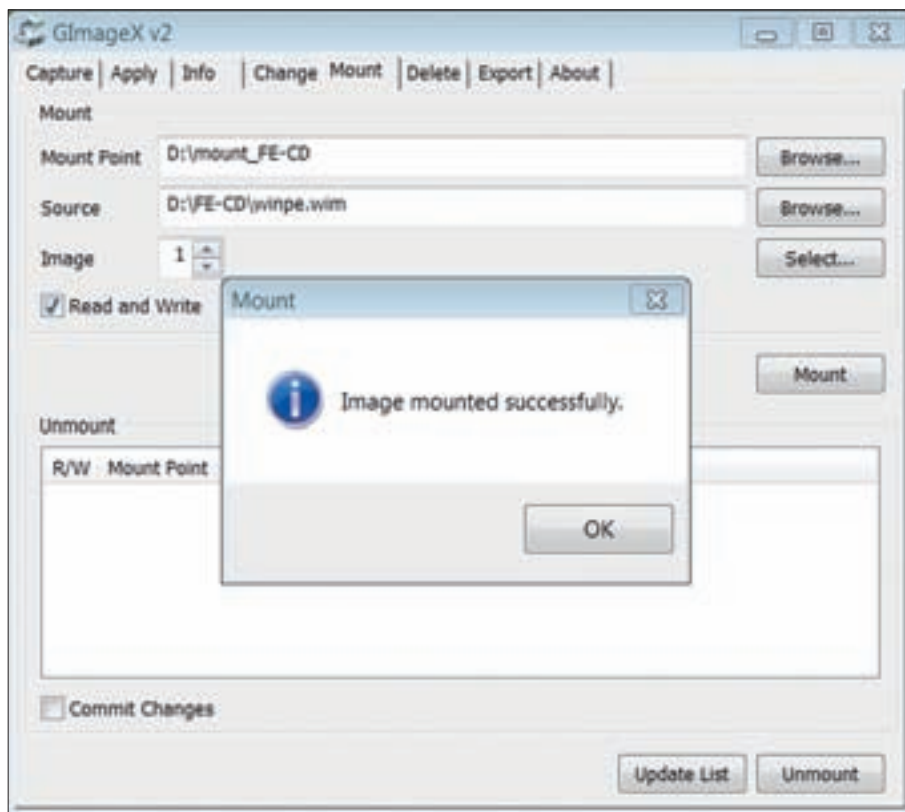 GImageX v2
Capture Apply Info Change Mount Delete Export About
Mount
Mount Point D:\mount_FE-CD Browse...
Source D:\FE-CD\winpe.wim Browse...
Image 1 Select...
Read and Write
Mount
Image mounted successfully.
OK
Mount
Unmount
R/W Mount Point
Commit Changes
Update List Unmount